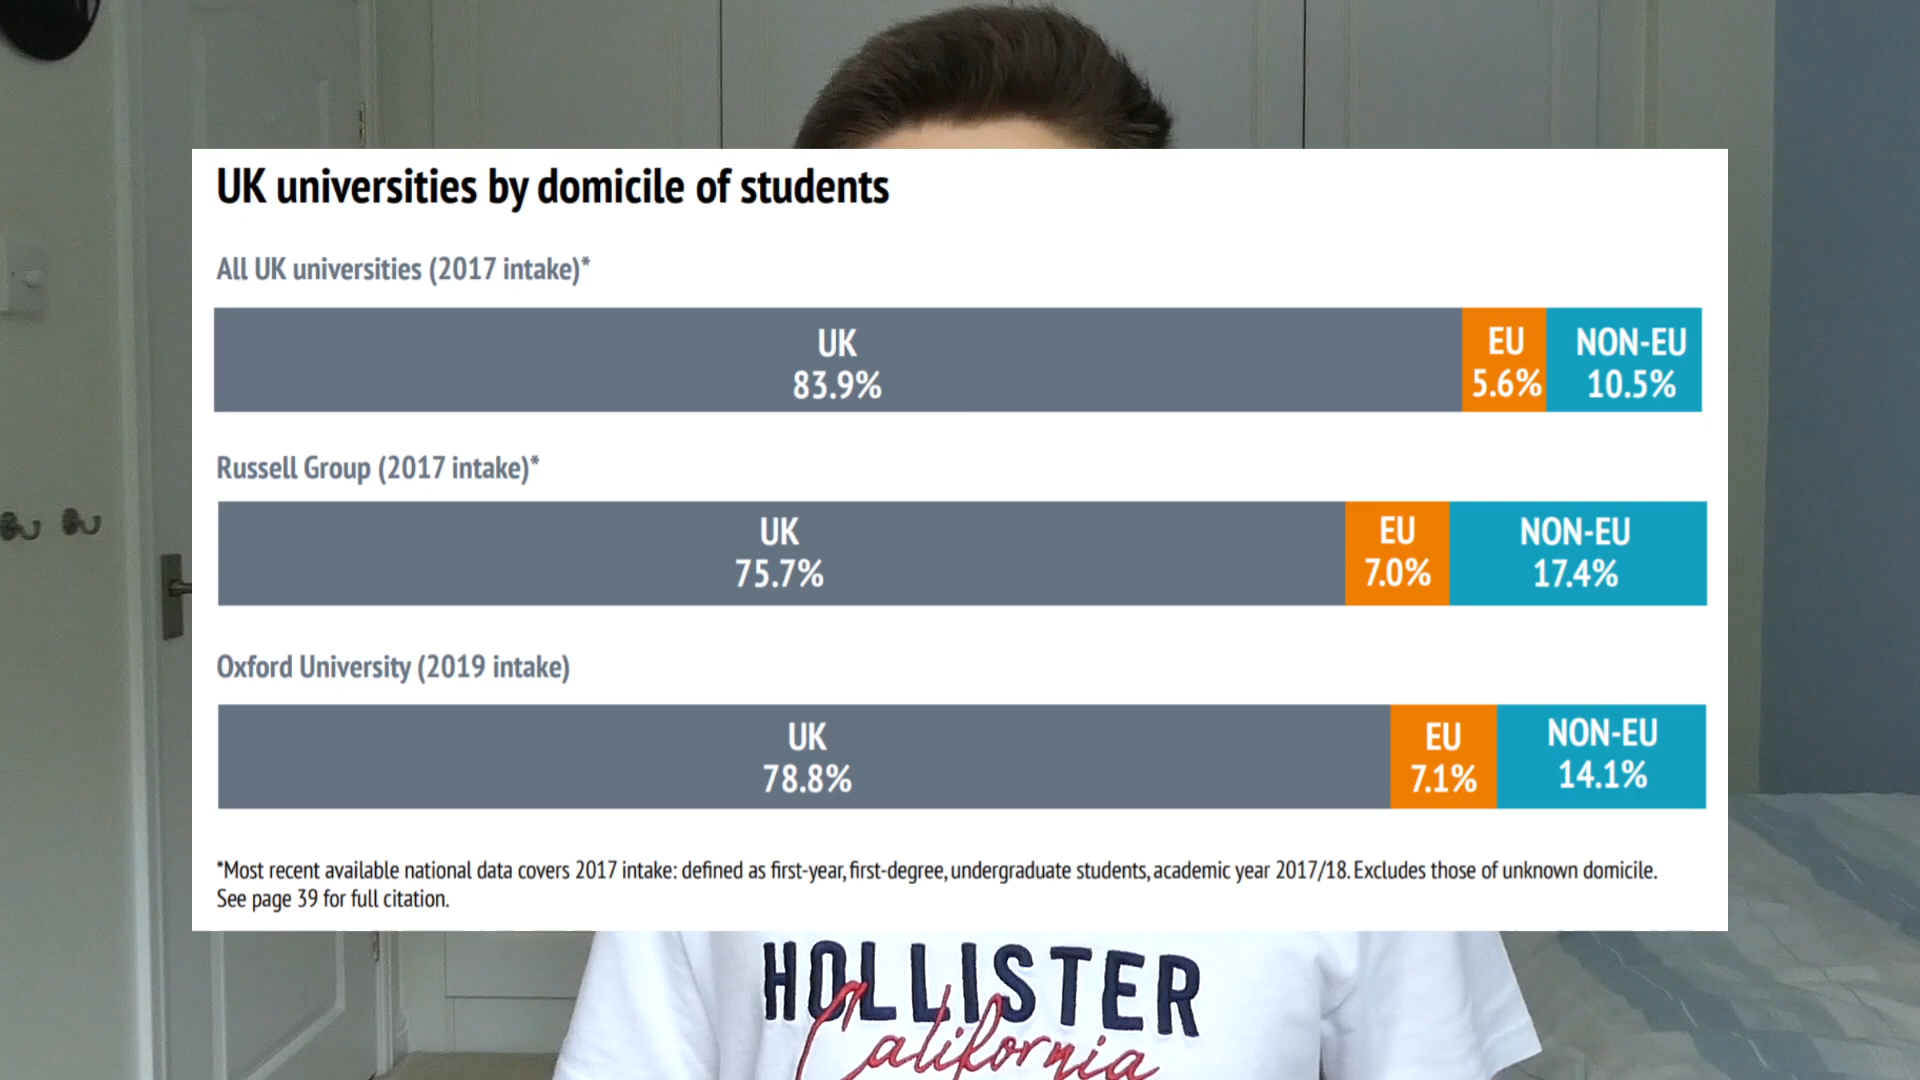 UK universities by domicile of students
All UK universities (2017 intake)*
UK
83.9%
EU
5.6%
NON-EU
10.5%
Russell Group (2017 intake)*
UK
75.7%
EU
7.0%
NON-EU
17.4%
Oxford University (2019 intake)
UK
78.8%
EU
7.1%
NON-EU
14.1%
*Most recent available national data covers 2017 intake: defined as first-year, first-degree, undergraduate students, academic year 2017/18. Excludes those of unknown domicile.
See page 39 for full citation.
HOLLISTER
California